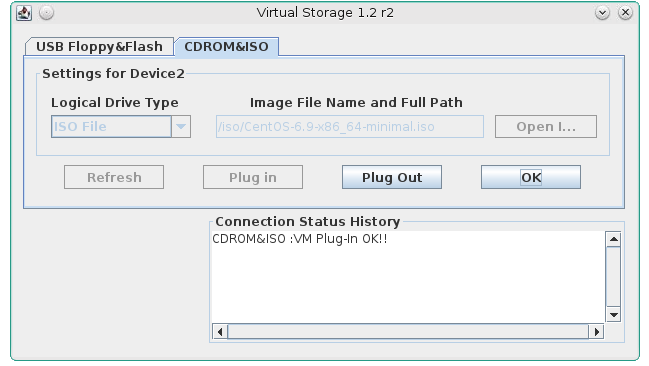 Virtual Storage 1.2 r2
USB Floppy&Flash CDROM&ISO
Settings for Device2
Logical Drive Type Image File Name and Full Path
ISO File /iso/CentOS-6.9-x86_64-minimal.iso Open I...
Refresh Plug in Plug Out OK
Connection Status History
CDROM&ISO :VM Plug-In OK!!